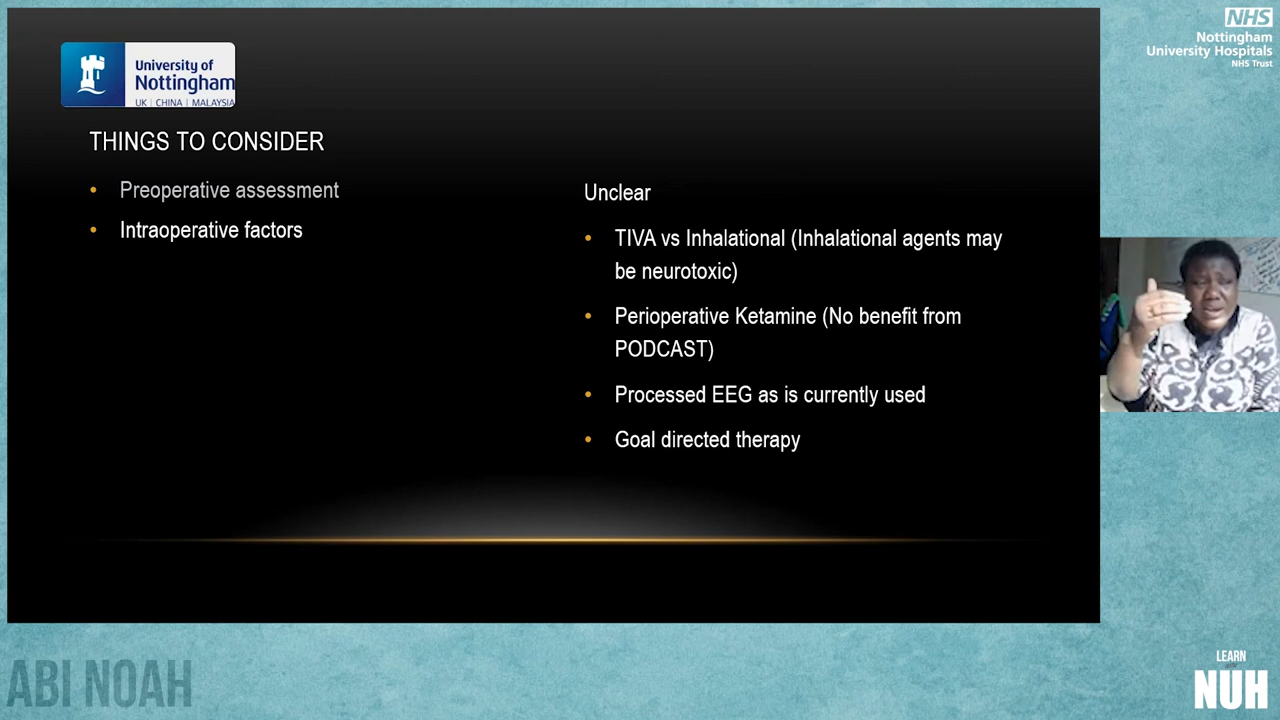 NHS
Nottingham
University Hospitals
NHS Trust
University of
Nottingham
UK | CHINA | MALAYSIA
THINGS TO CONSIDER
• Preoperative assessment
• Intraoperative factors
Unclear
• TIVA vs Inhalational (Inhalational agents may
be neurotoxic)
• Perioperative Ketamine (No benefit from
PODCAST)
• Processed EEG as is currently used
• Goal directed therapy
ABI NOAH
LEARN
NUH